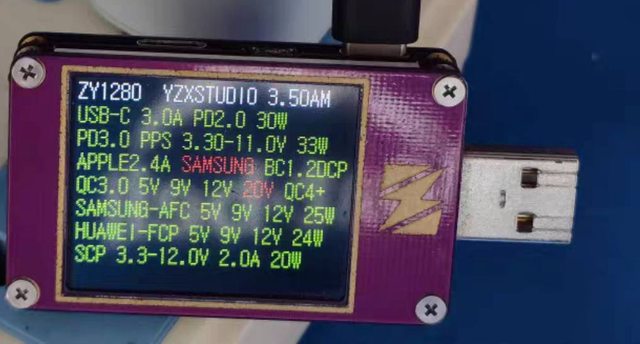 ZY1280 YZXSTUDIO 3.50AM
USB-C 3.0A PD2.0 30W
PD3.0 PPS 3.30-11.0V 33W
APPLE2.4A SAMSUNG BC1.2DCP
QC3.0 5V 9V 12V 20V QC4+
SAMSUNG-AFC 5V 9V 12V 25W
HUAWEI-FCP 5V 9V 12V 24W
SCP 3.3-12.0V 2.0A 20W